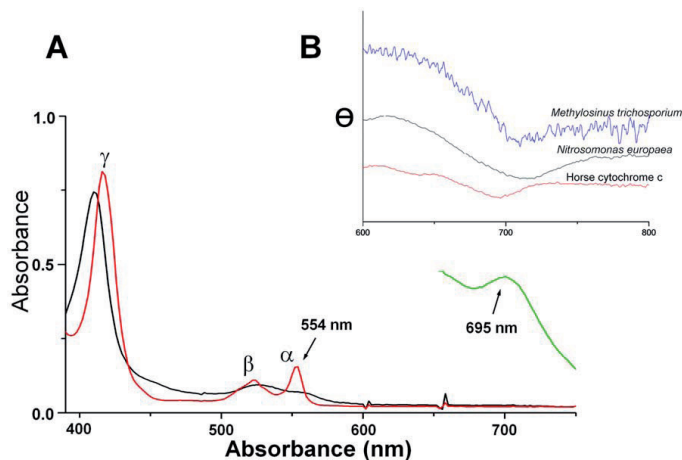 A
B
Θ
Methylosinus trichosporium
Nitrosomonas europaea
Horse cytochrome c
600
700
800
Absorbance
1.0
0.5
0.0
γ
β
α
554 nm
695 nm
400
500
600
700
Absorbance (nm)